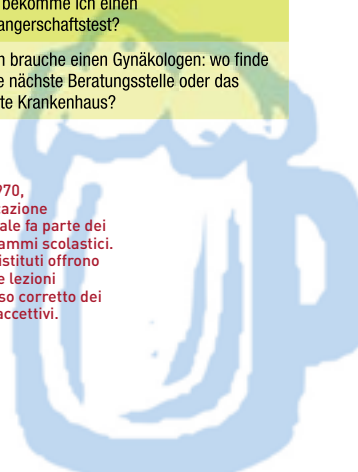 bekomme ich einen
angerschaftstest?
brauche einen Gynäkologen: wo finde
nächste Beratungsstelle oder das
te Krankenhaus?
970,
azione
ale fa parte dei
ammi scolastici.
istituti offrono
e lezioni
so corretto dei
accettivi.